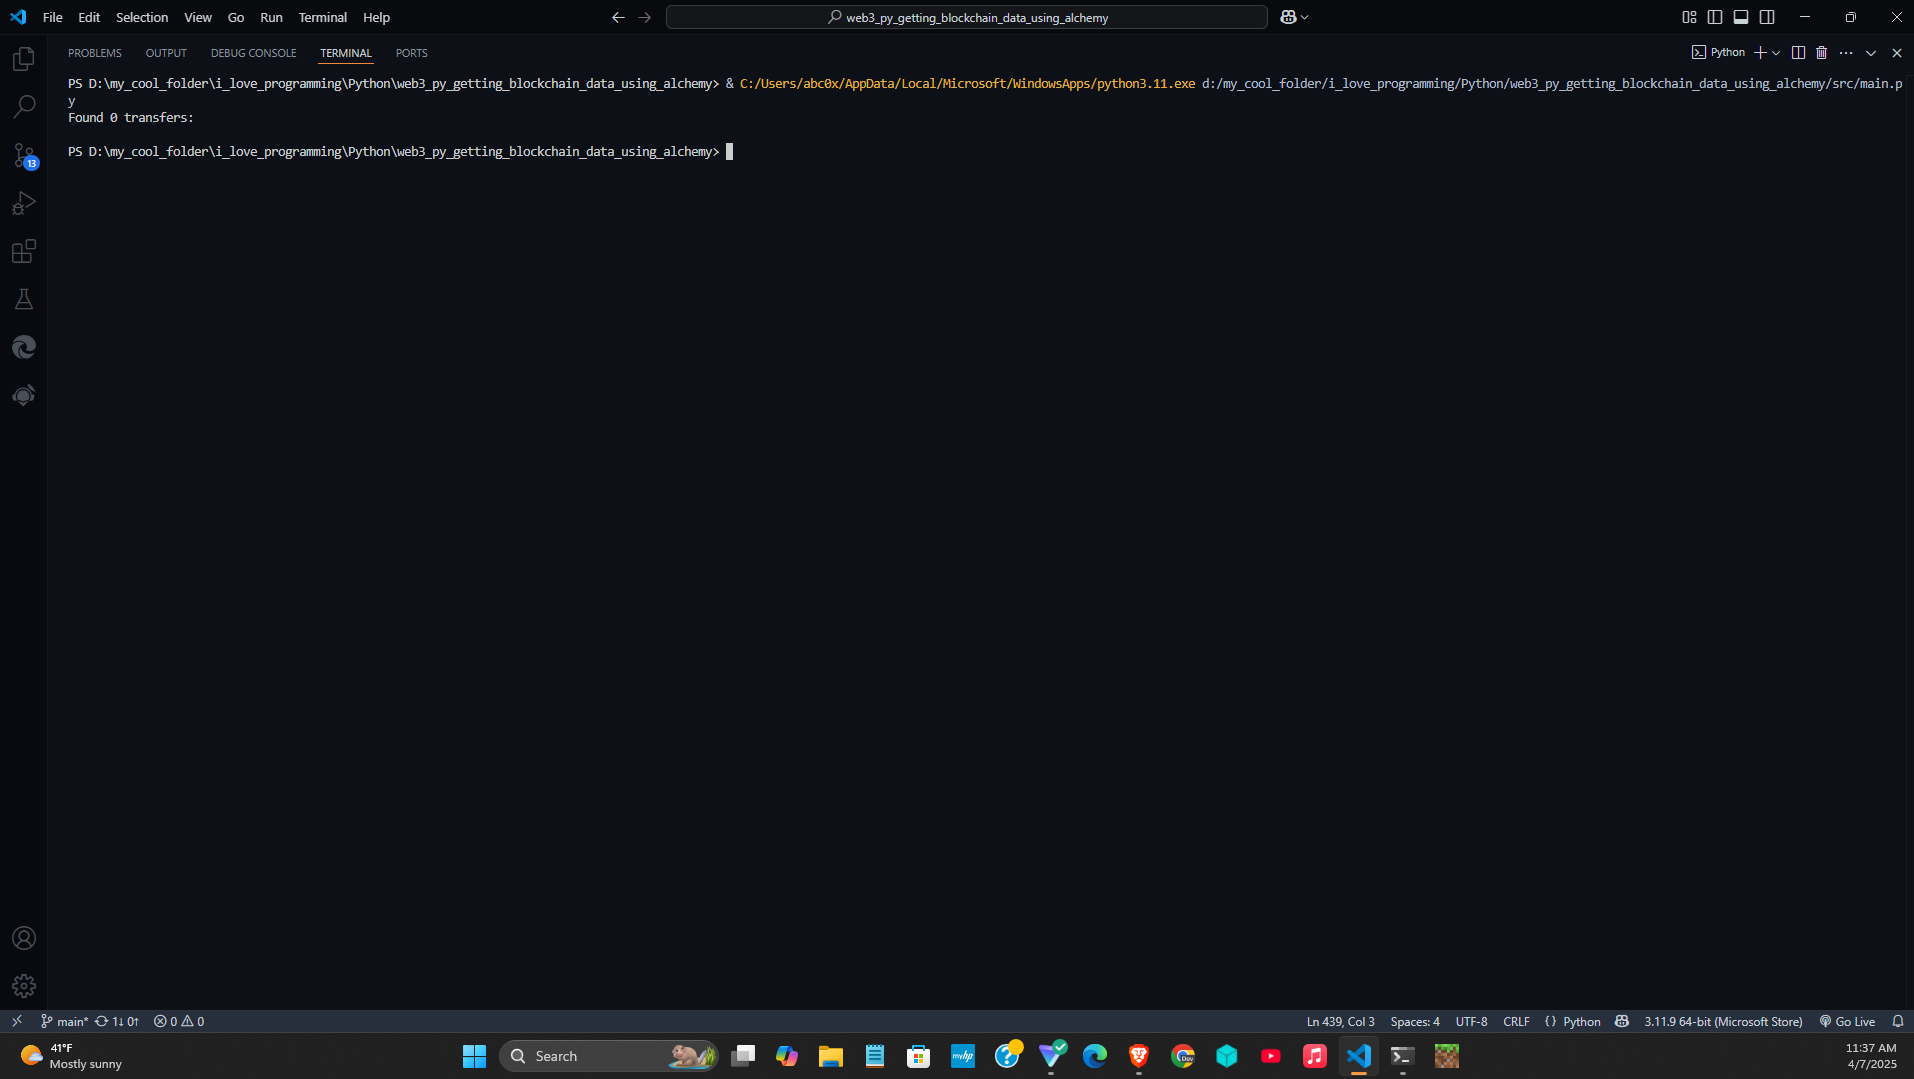 File Edit Selection View Go Run Terminal Help
web3_py_getting_blockchain_data_using_alchemy
PROBLEMS OUTPUT DEBUG CONSOLE TERMINAL PORTS
Python
PS D:\my_cool_folder\i_love_programming\Python\web3_py_getting_blockchain_data_using_alchemy> & C:/Users/abc0x/AppData/Local/Microsoft/WindowsApps/python3.11.exe d:/my_cool_folder/i_love_programming/Python/web3_py_getting_blockchain_data_using_alchemy/src/main.p
y
Found 0 transfers:
PS D:\my_cool_folder\i_love_programming\Python\web3_py_getting_blockchain_data_using_alchemy>
13
main* 1↓ 0↑ 0 0
Ln 439, Col 3 Spaces: 4 UTF-8 CRLF {} Python 3.11.9 64-bit (Microsoft Store) Go Live
41°F
Mostly sunny
Search
myhp
Dev
11:37 AM
4/7/2025